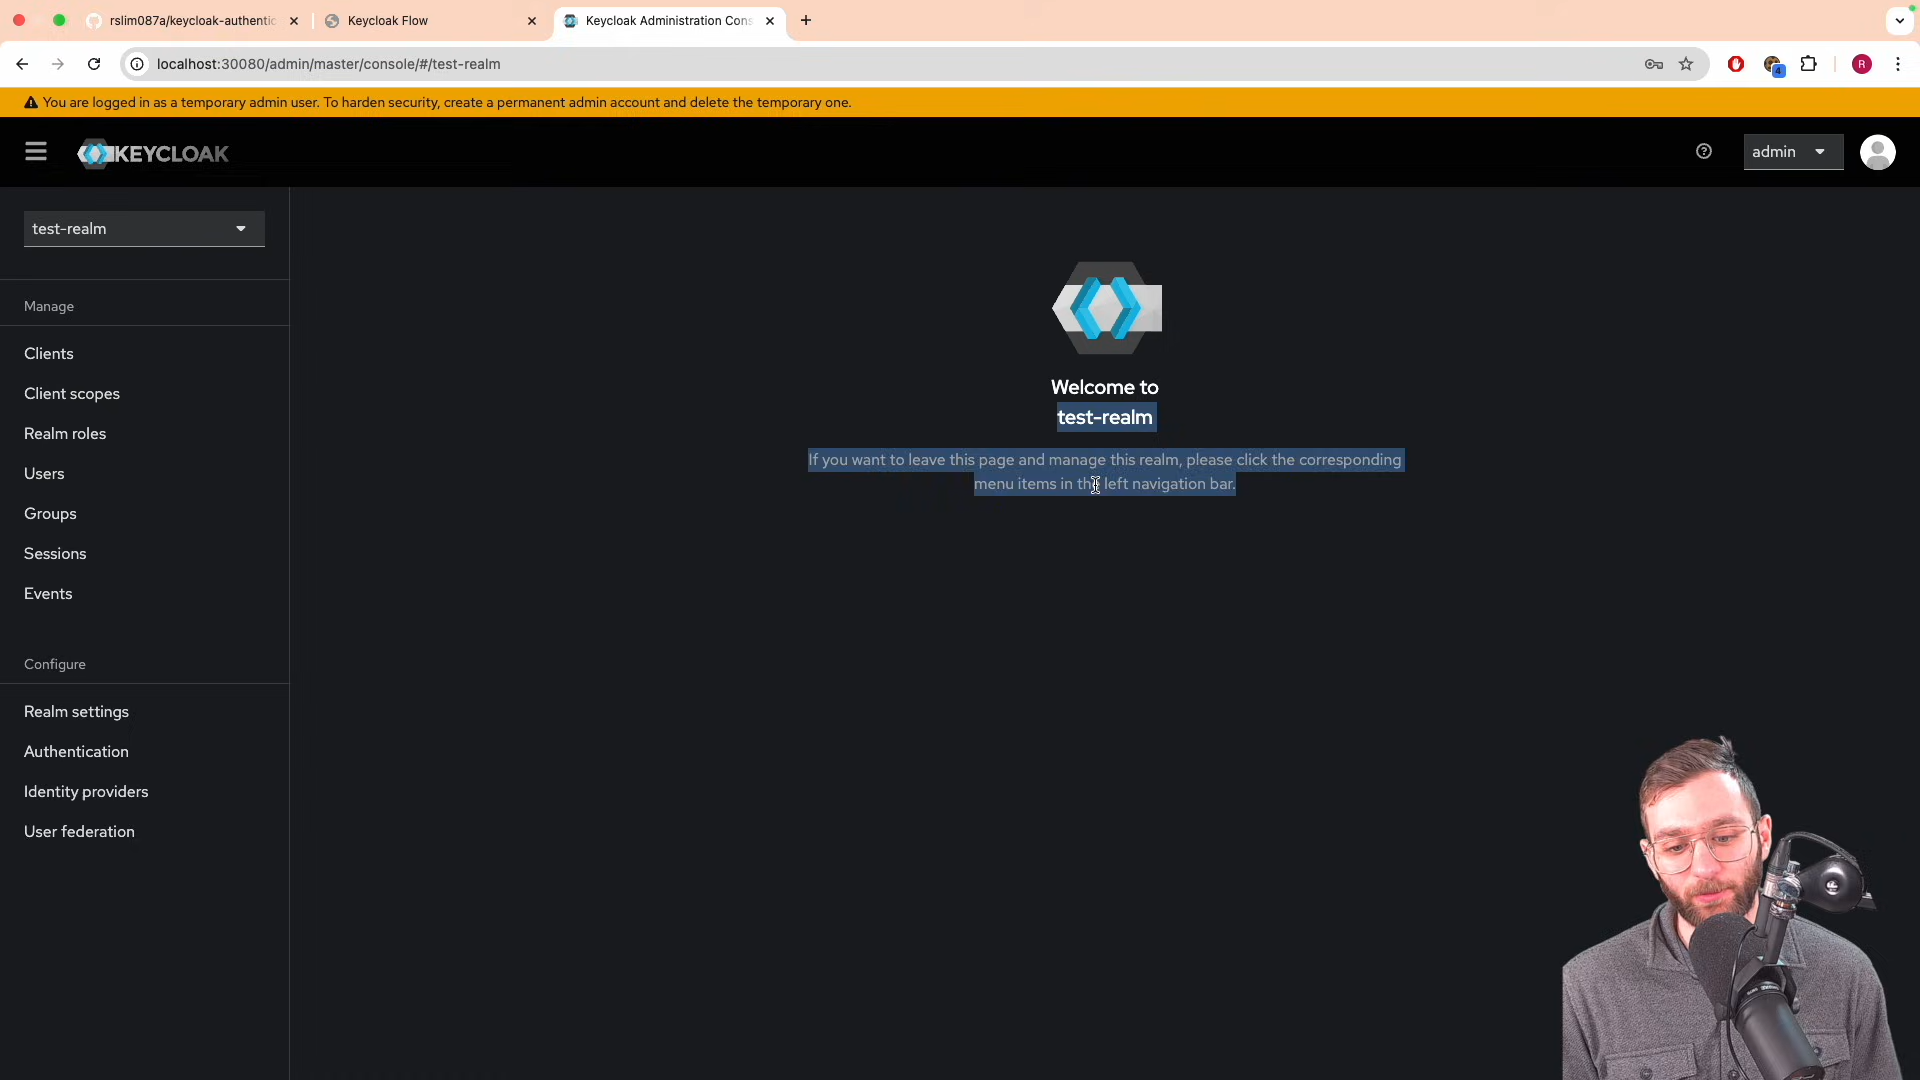 rslim087a/keycloak-authentic
Keycloak Flow
Keycloak Administration Cons
localhost:30080/admin/master/console/#/test-realm
4
R
You are logged in as a temporary admin user. To harden security, create a permanent admin account and delete the temporary one.
KEYCLOAK
admin
test-realm
Manage
Clients
Client scopes
Realm roles
Users
Groups
Sessions
Events
Configure
Realm settings
Authentication
Identity providers
User federation
Welcome to
test-realm
If you want to leave this page and manage this realm, please click the corresponding
menu items in the left navigation bar.